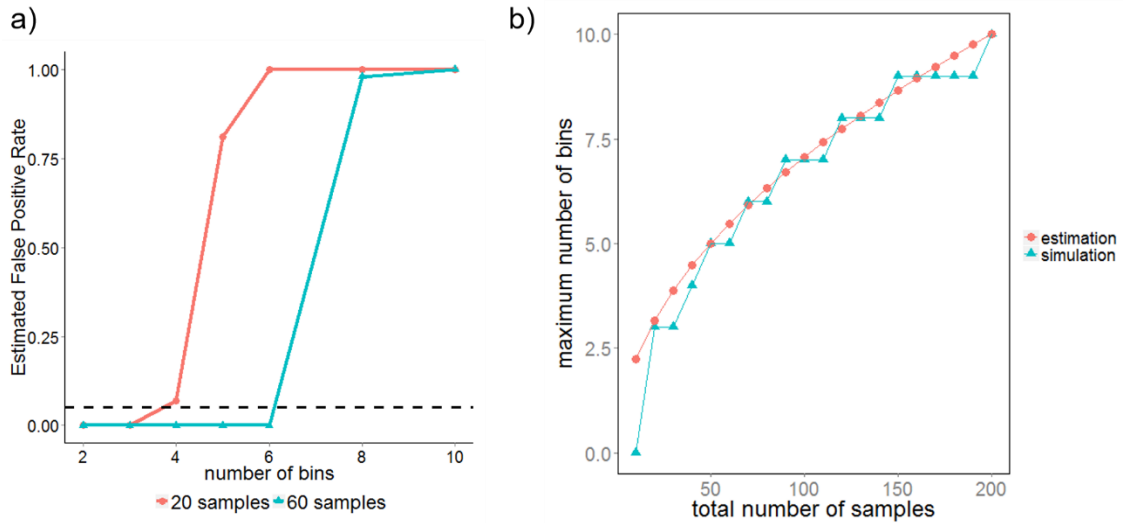 a)
Estimated False Positive Rate
1.00
0.75
0.50
0.25
0.00
2 4 6 8 10
number of bins
20 samples 60 samples
b)
maximum number of bins
10.0
7.5
5.0
2.5
0.0
50 100 150 200
total number of samples
estimation
simulation